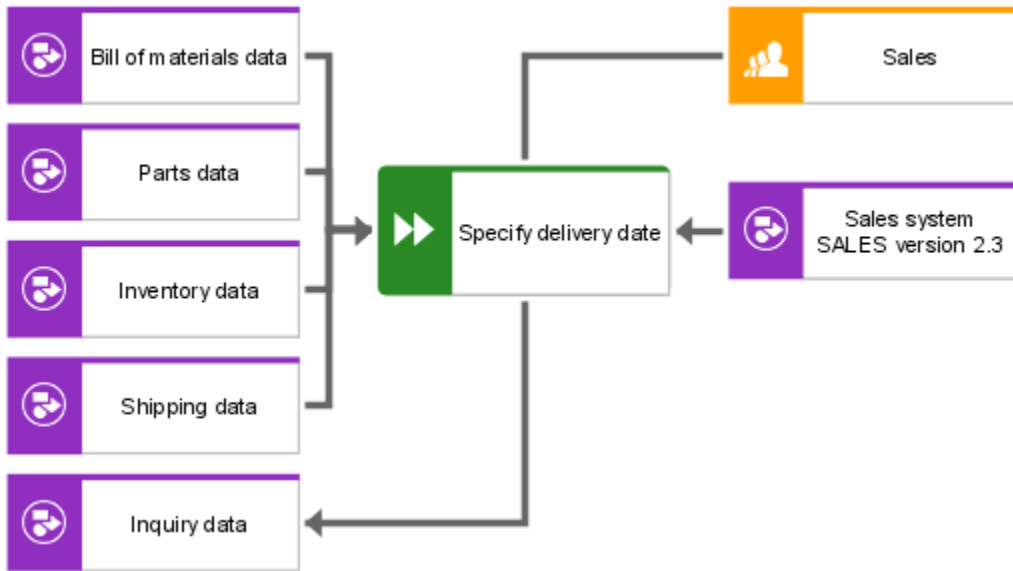 Bill of materials data
Sales
Parts data
Specify delivery date
Sales system
SALES version 2.3
Inventory data
Shipping data
Inquiry data